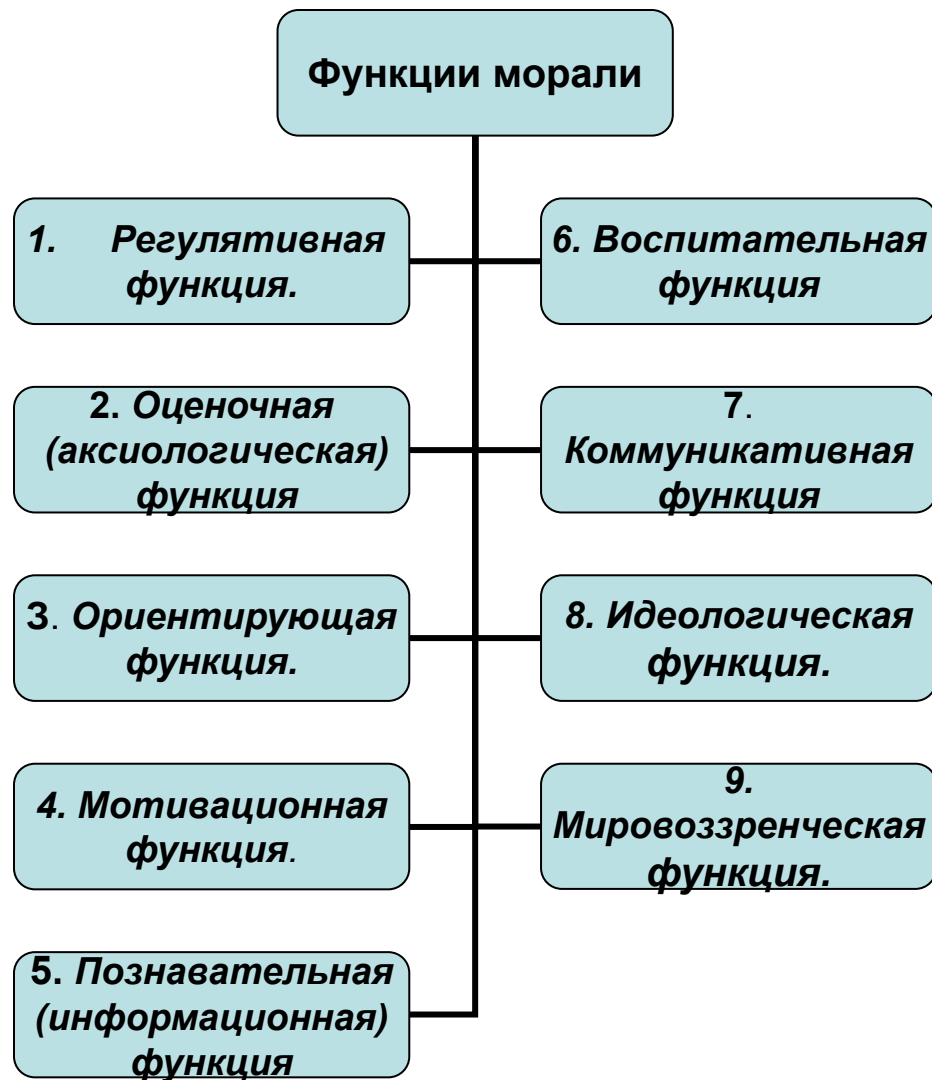 Функции морали
1. Регулятивная
функция.
2. Оценочная
(аксиологическая)
функция
3. Ориентирующая
функция.
4. Мотивационная
функция.
5. Познавательная
(информационная)
функция
6. Воспитательная
функция
7.
Коммуникативная
функция
8. Идеологическая
функция.
9.
Мировоззренческая
функция.